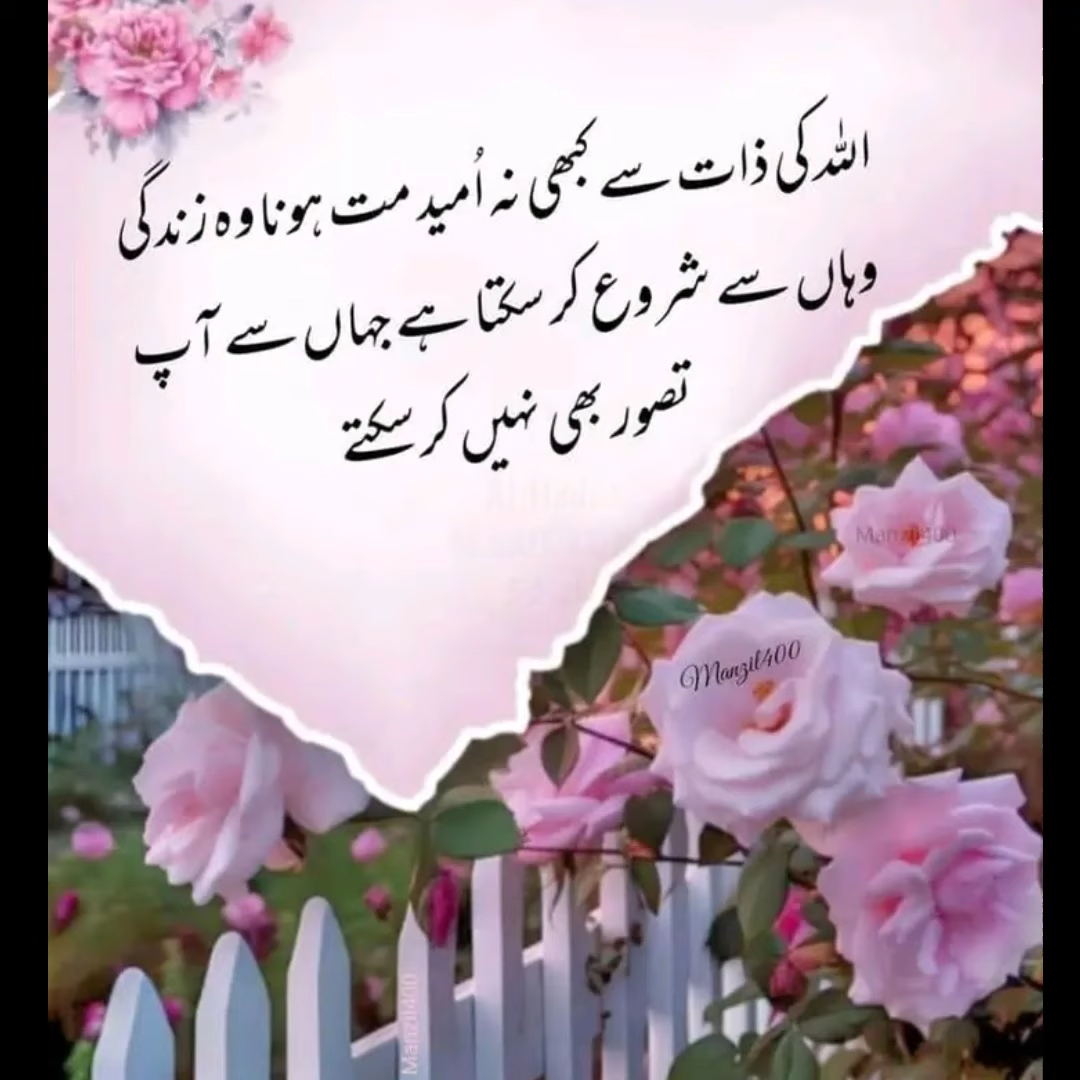 اللہ کی ذات سے کبھی نہ اُمید مت ہونا وہ زندگی
وہاں سے شروع کر سکتا ہے جہاں سے آپ
تصور بھی نہیں کر سکتے
Manzil400
Manzil400
Manzil400